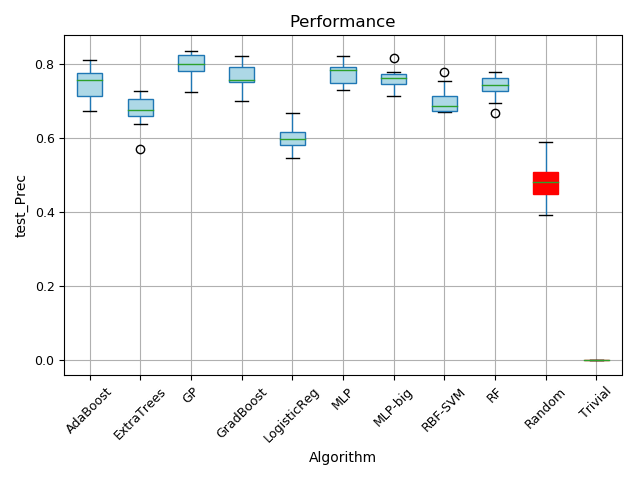 Performance
test_Prec
0.8
0.6
0.4
0.2
0.0
AdaBoost
ExtraTrees
GP
GradBoost
LogisticReg
MLP
MLP-big
RBF-SVM
RF
Random
Trivial
Algorithm